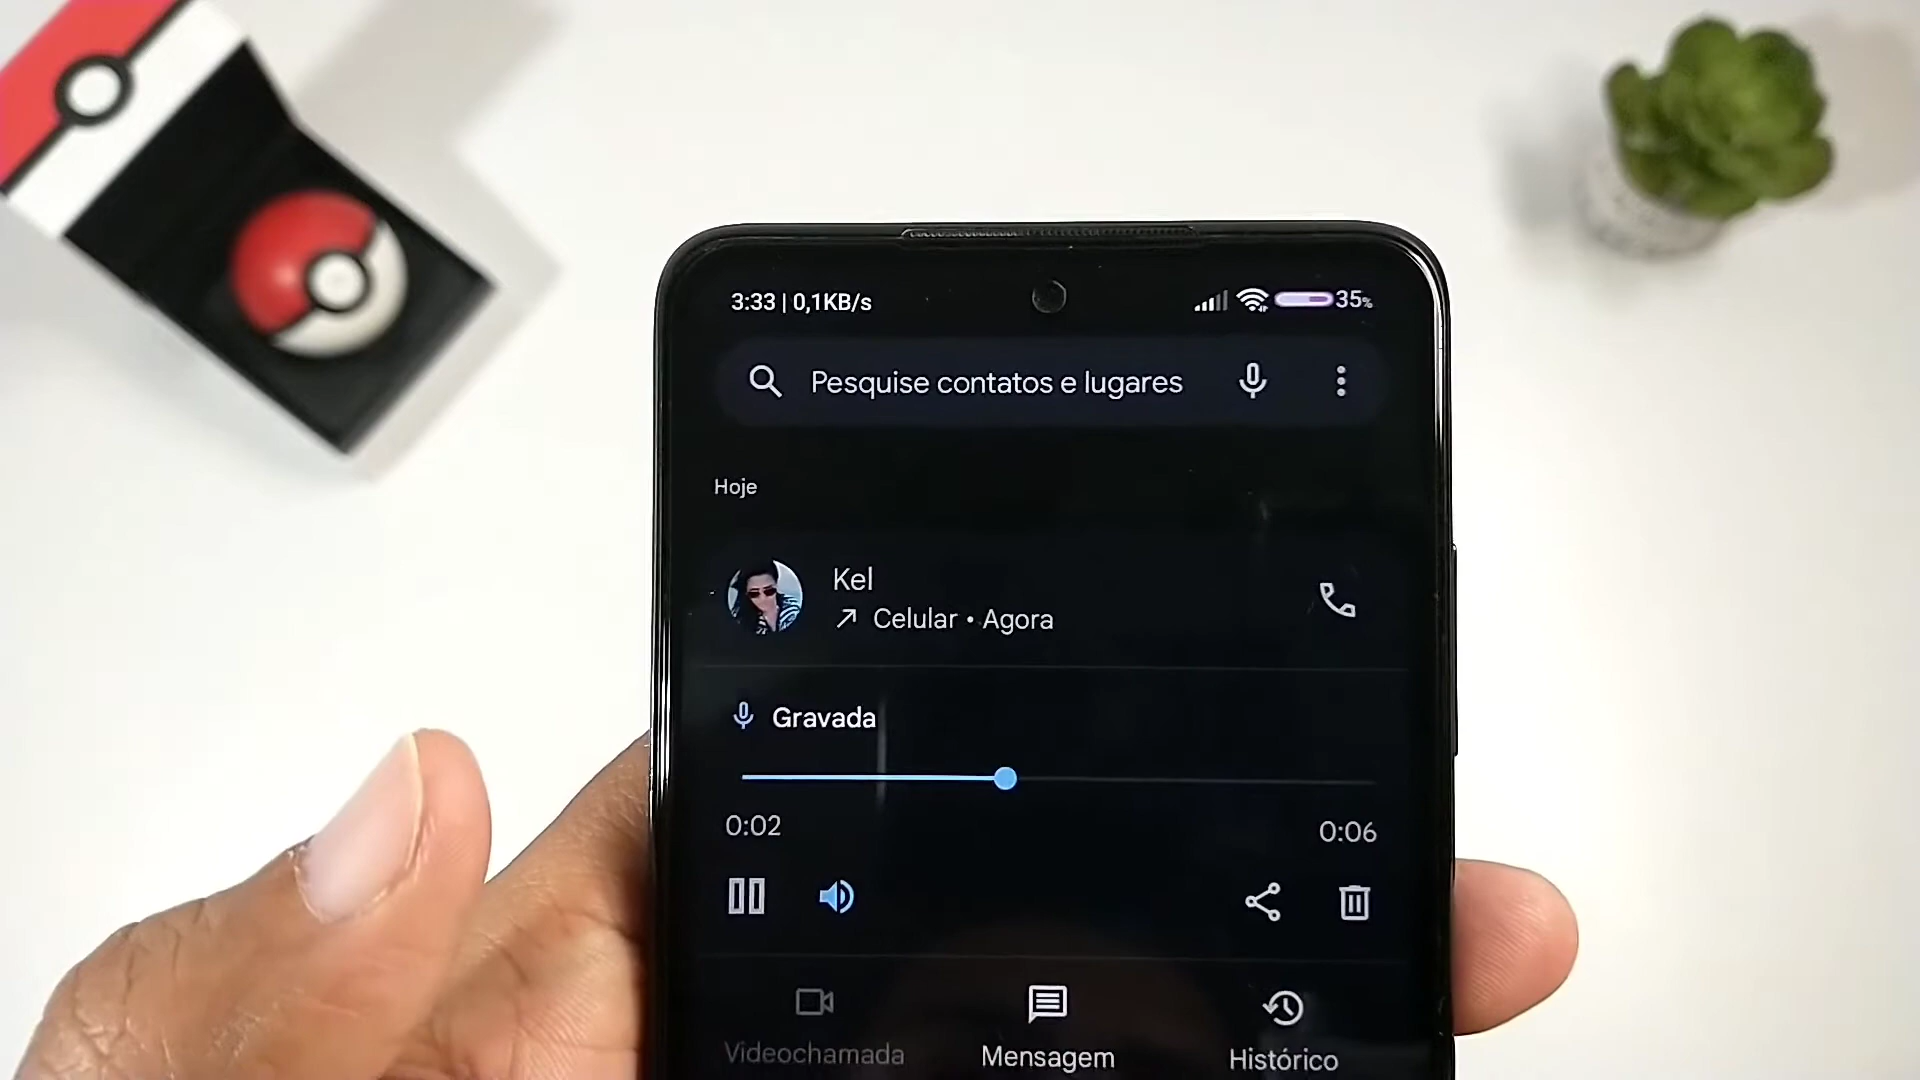 3:33 | 0,1KB/s 35%
Pesquise contatos e lugares
Hoje
Kel
Celular • Agora
Gravada
0:02 0:06
Videochamada Mensagem Histórico